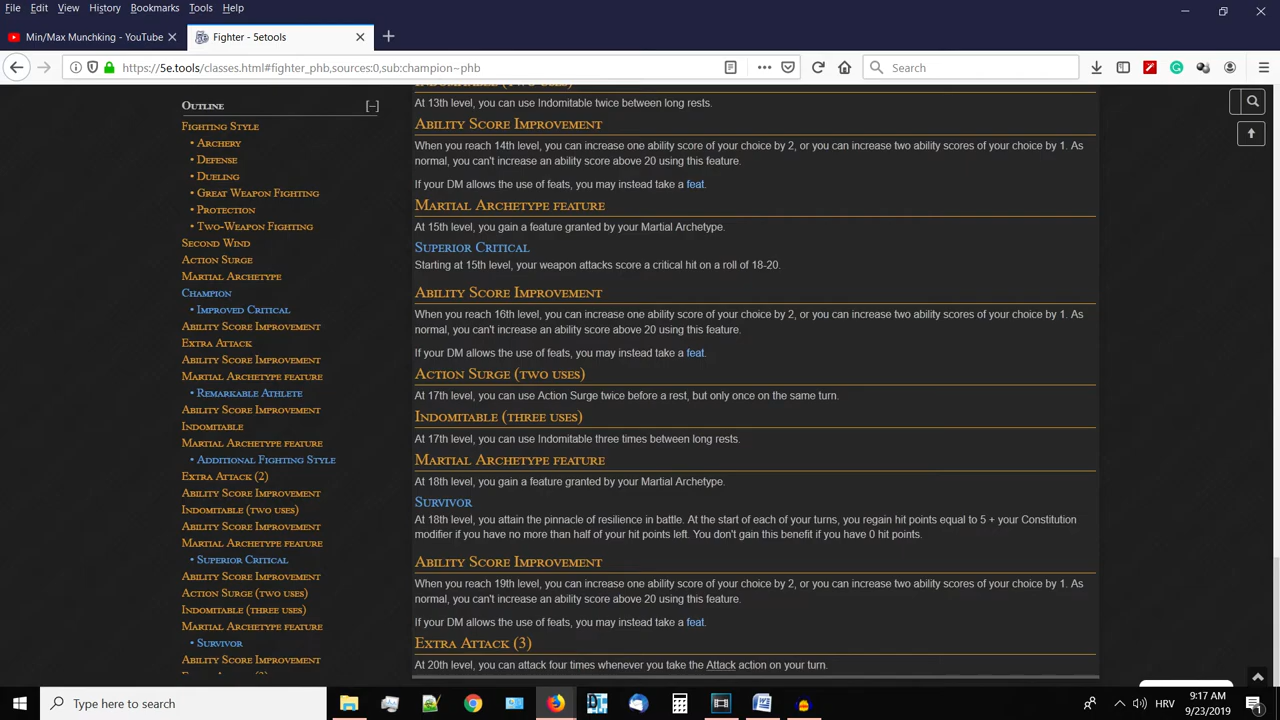 File Edit View History Bookmarks Tools Help
Min/Max Munchking - YouTube
Fighter - 5etools
https://5e.tools/classes.html#fighter_phb,sources:0,sub:champion~phb
Search
OUTLINE [–]
FIGHTING STYLE
• ARCHERY
• DEFENSE
• DUELING
• GREAT WEAPON FIGHTING
• PROTECTION
• TWO-WEAPON FIGHTING
SECOND WIND
ACTION SURGE
MARTIAL ARCHETYPE
CHAMPION
• IMPROVED CRITICAL
ABILITY SCORE IMPROVEMENT
EXTRA ATTACK
ABILITY SCORE IMPROVEMENT
MARTIAL ARCHETYPE FEATURE
• REMARKABLE ATHLETE
ABILITY SCORE IMPROVEMENT
INDOMITABLE
MARTIAL ARCHETYPE FEATURE
• ADDITIONAL FIGHTING STYLE
EXTRA ATTACK (2)
ABILITY SCORE IMPROVEMENT
INDOMITABLE (TWO USES)
ABILITY SCORE IMPROVEMENT
MARTIAL ARCHETYPE FEATURE
• SUPERIOR CRITICAL
ABILITY SCORE IMPROVEMENT
ACTION SURGE (TWO USES)
INDOMITABLE (THREE USES)
MARTIAL ARCHETYPE FEATURE
• SURVIVOR
ABILITY SCORE IMPROVEMENT
At 13th level, you can use Indomitable twice between long rests.
ABILITY SCORE IMPROVEMENT
When you reach 14th level, you can increase one ability score of your choice by 2, or you can increase two ability scores of your choice by 1. As
normal, you can't increase an ability score above 20 using this feature.
If your DM allows the use of feats, you may instead take a feat.
MARTIAL ARCHETYPE FEATURE
At 15th level, you gain a feature granted by your Martial Archetype.
SUPERIOR CRITICAL
Starting at 15th level, your weapon attacks score a critical hit on a roll of 18-20.
ABILITY SCORE IMPROVEMENT
When you reach 16th level, you can increase one ability score of your choice by 2, or you can increase two ability scores of your choice by 1. As
normal, you can't increase an ability score above 20 using this feature.
If your DM allows the use of feats, you may instead take a feat.
ACTION SURGE (TWO USES)
At 17th level, you can use Action Surge twice before a rest, but only once on the same turn.
INDOMITABLE (THREE USES)
At 17th level, you can use Indomitable three times between long rests.
MARTIAL ARCHETYPE FEATURE
At 18th level, you gain a feature granted by your Martial Archetype.
SURVIVOR
At 18th level, you attain the pinnacle of resilience in battle. At the start of each of your turns, you regain hit points equal to 5 + your Constitution
modifier if you have no more than half of your hit points left. You don't gain this benefit if you have 0 hit points.
ABILITY SCORE IMPROVEMENT
When you reach 19th level, you can increase one ability score of your choice by 2, or you can increase two ability scores of your choice by 1. As
normal, you can't increase an ability score above 20 using this feature.
If your DM allows the use of feats, you may instead take a feat.
EXTRA ATTACK (3)
At 20th level, you can attack four times whenever you take the Attack action on your turn.
Type here to search
HRV
9:17 AM
9/23/2019